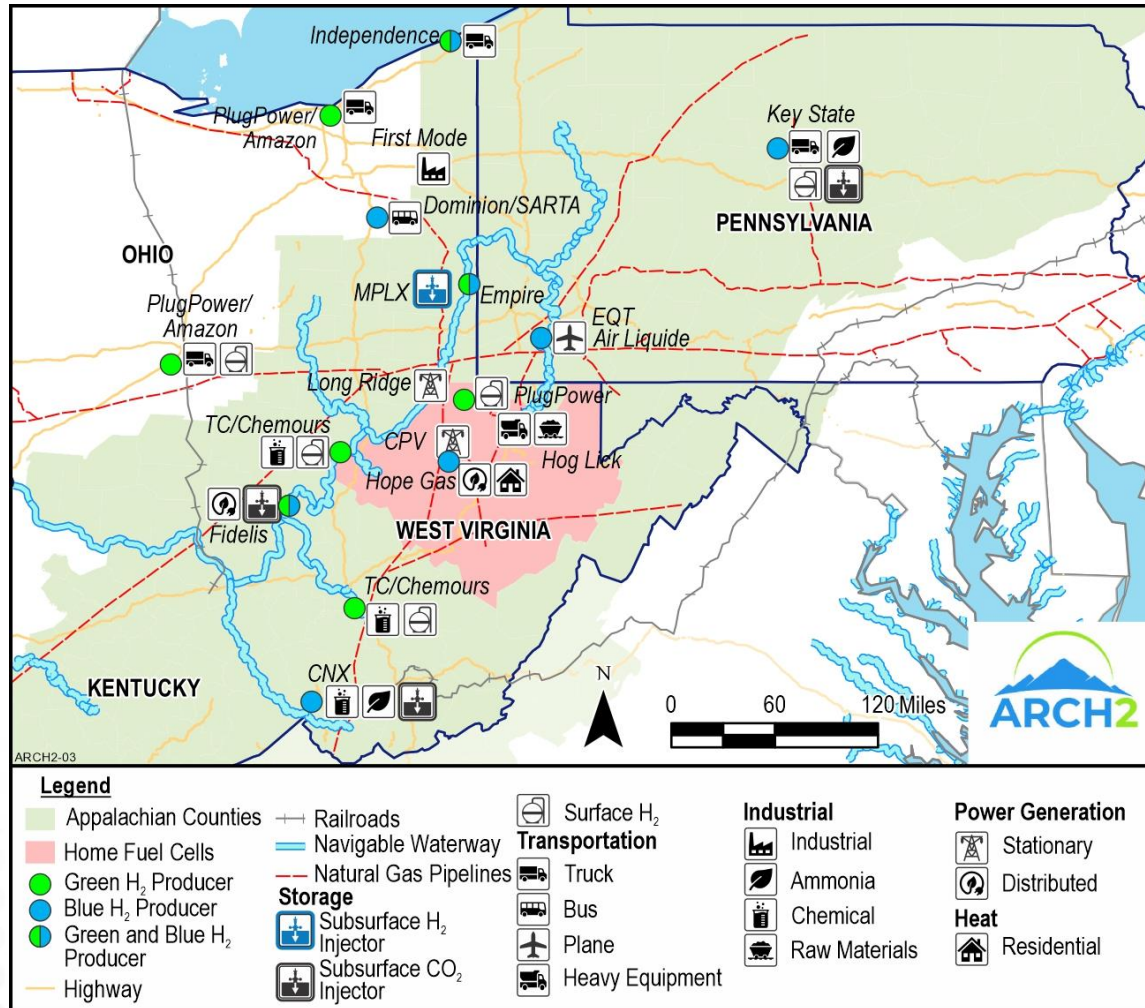 Independence
PlugPower/
Amazon
First Mode
Key State
Dominion/SARTA
PENNSYLVANIA
OHIO
MPLX
Empire
PlugPower/
Amazon
EQT
Air Liquide
Long Ridge
PlugPower
TC/Chemours
CPV
Hog Lick
Hope Gas
WEST VIRGINIA
Fidelis
TC/Chemours
CNX
KENTUCKY
N
0 60 120 Miles
ARCH2
ARCH2-03
Legend
Appalachian Counties
Home Fuel Cells
Green H₂ Producer
Blue H₂ Producer
Green and Blue H₂
Producer
Highway
Railroads
Navigable Waterway
Natural Gas Pipelines
Storage
Subsurface H₂
Injector
Subsurface CO₂
Injector
Surface H₂
Transportation
Truck
Bus
Plane
Heavy Equipment
Industrial
Industrial
Ammonia
Chemical
Raw Materials
Power Generation
Stationary
Distributed
Heat
Residential